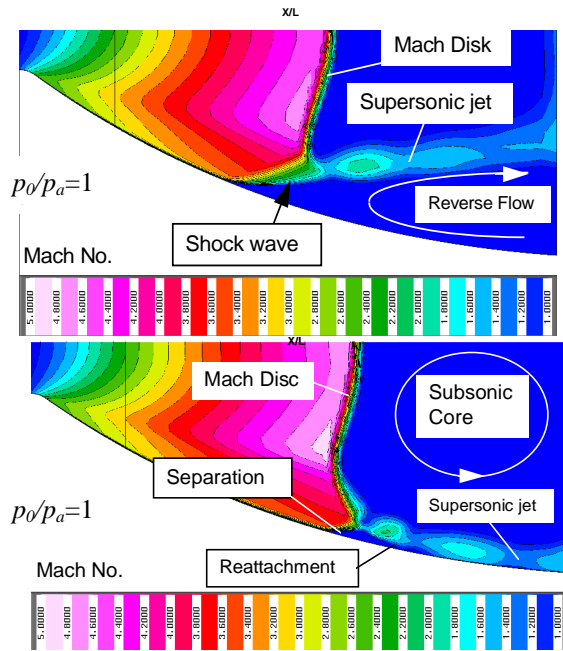 X/L
Mach Disk
Supersonic jet
p0/pa=1
Reverse Flow
Shock wave
Mach No.
5.0000 4.8000 4.6000 4.4000 4.2000 4.0000 3.8000 3.6000 3.4000 3.2000 3.0000 2.8000 2.6000 2.4000 2.2000 2.0000 1.8000 1.6000 1.4000 1.2000 1.0000
X/L
Mach Disc
Subsonic
Core
Separation
Supersonic jet
p0/pa=1
Reattachment
Mach No.
5.0000 4.8000 4.6000 4.4000 4.2000 4.0000 3.8000 3.6000 3.4000 3.2000 3.0000 2.8000 2.6000 2.4000 2.2000 2.0000 1.8000 1.6000 1.4000 1.2000 1.0000